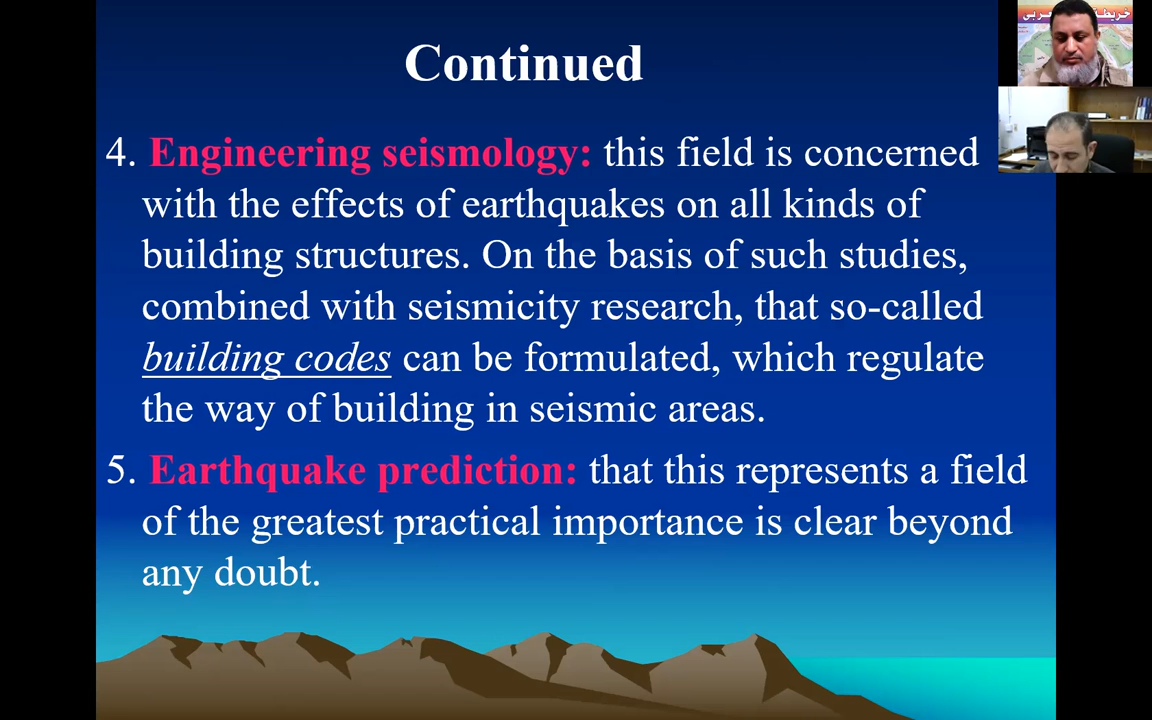 Continued
4. Engineering seismology: this field is concerned
with the effects of earthquakes on all kinds of
building structures. On the basis of such studies,
combined with seismicity research, that so-called
building codes can be formulated, which regulate
the way of building in seismic areas.
5. Earthquake prediction: that this represents a field
of the greatest practical importance is clear beyond
any doubt.